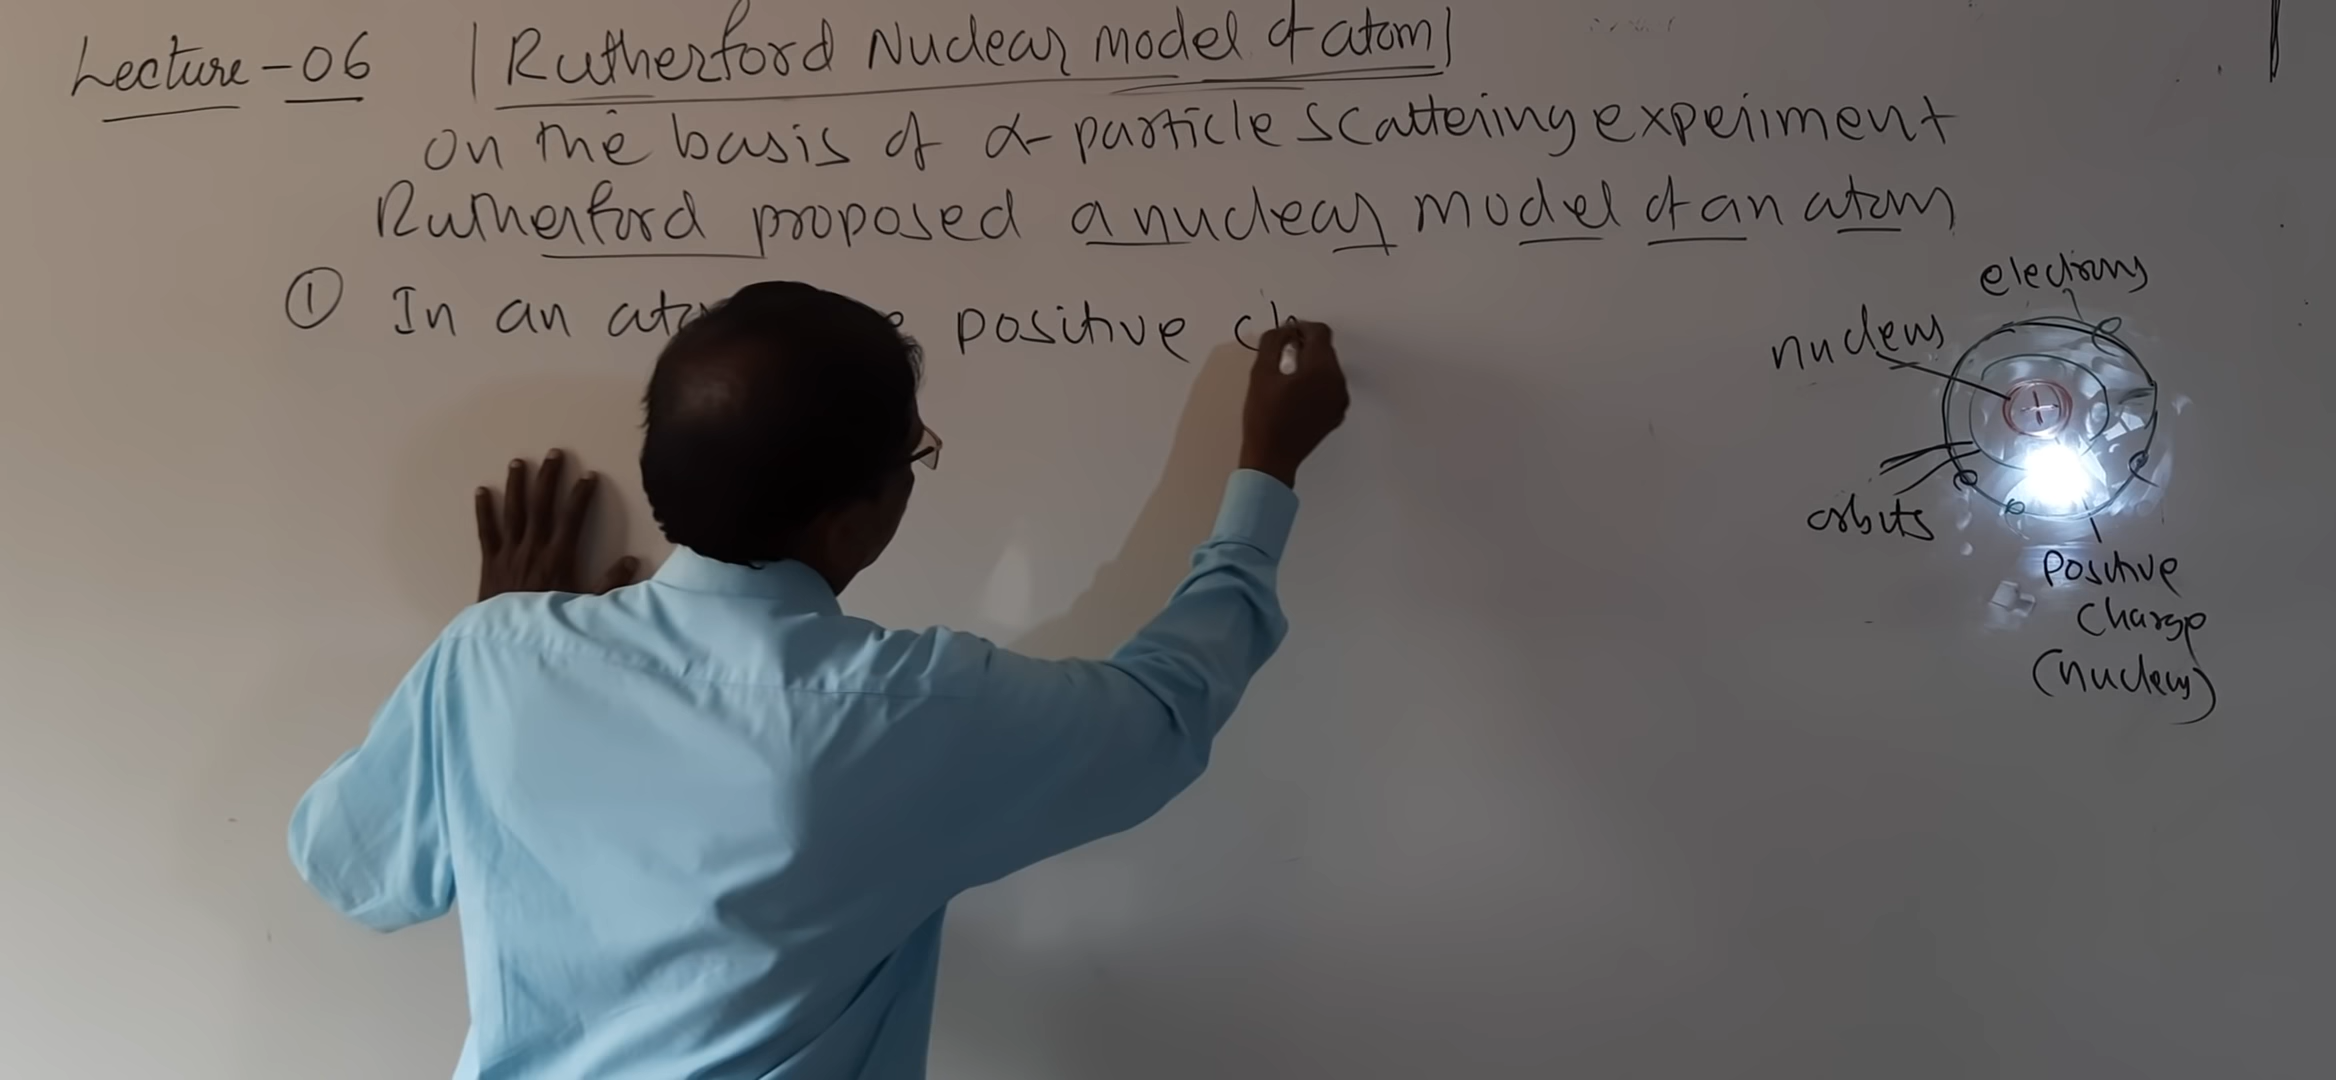 Lecture-06 | Rutherford Nuclear model of atom |
on the basis of α-particle scattering experiment
Rutherford proposed a nuclear model of an atom
① In an positive
electrons
nucleus
+
orbits
Positive
Charge
(nucleus)